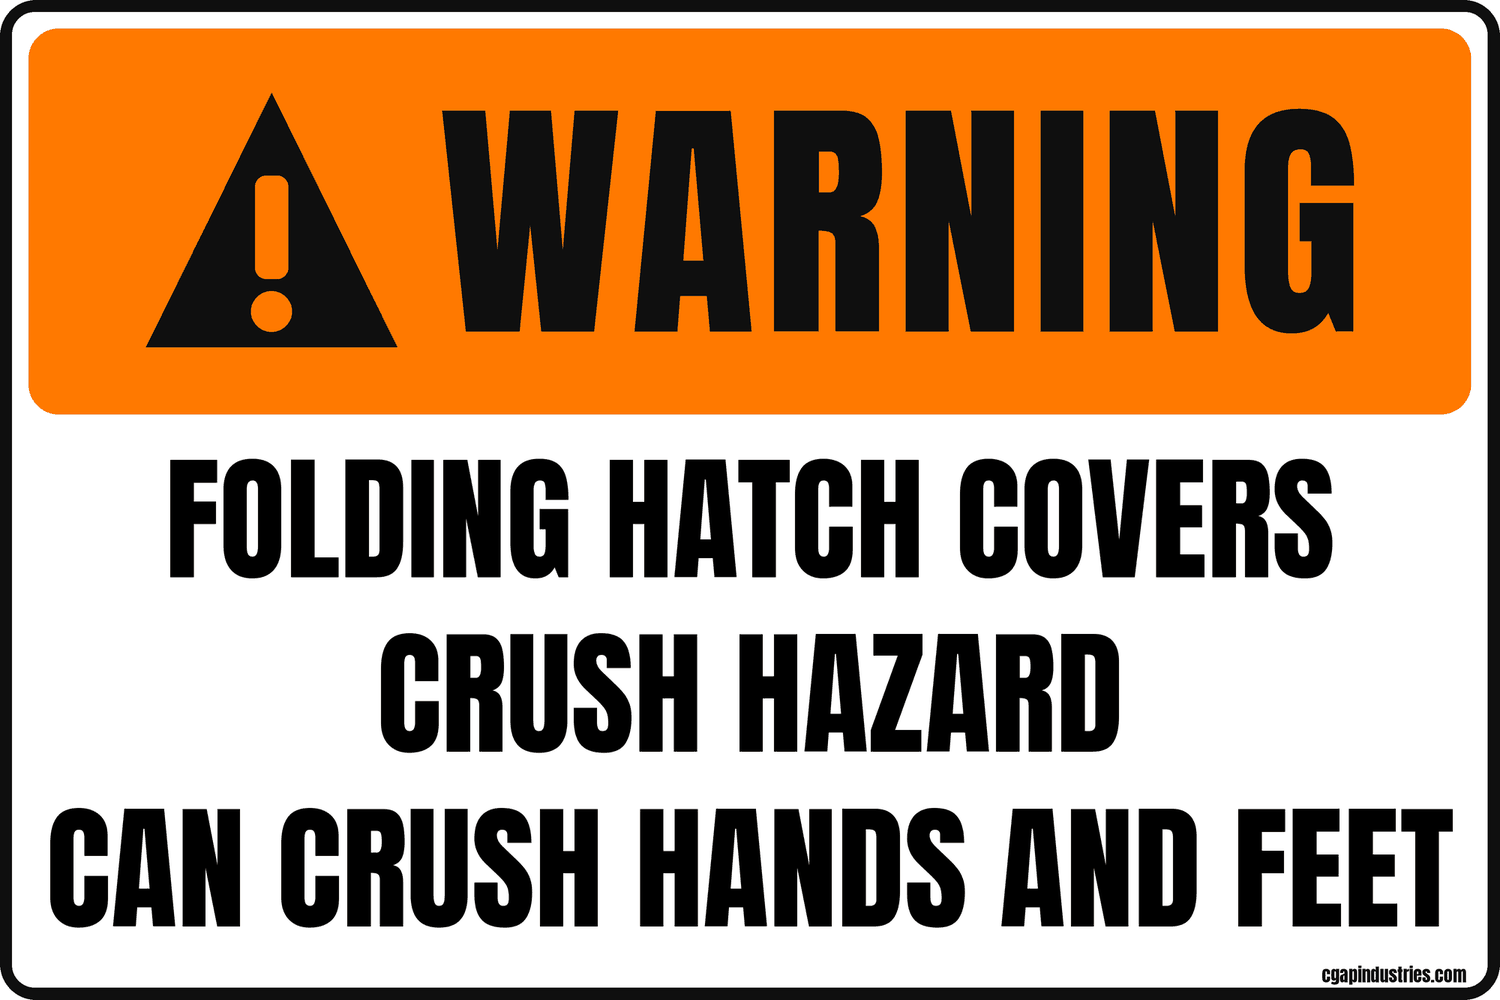 WARNING
FOLDING HATCH COVERS
CRUSH HAZARD
CAN CRUSH HANDS AND FEET
cgapindustries.com